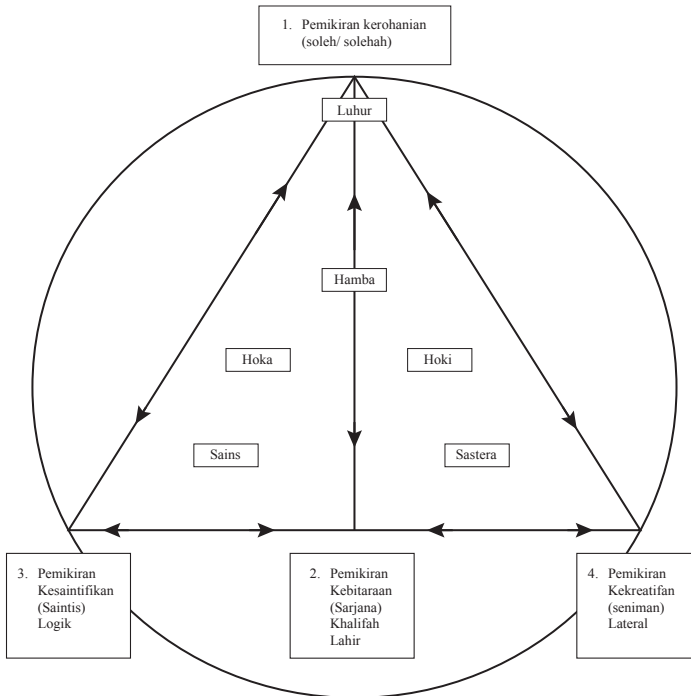 1. Pemikiran kerohanian
(soleh/ solehah)
Luhur
Hamba
Hoka
Hoki
Sains
Sastera
3. Pemikiran
Kesaintifikan
(Saintis)
Logik
2. Pemikiran
Kebitaraan
(Sarjana)
Khalifah
Lahir
4. Pemikiran
Kekreatifan
(seniman)
Lateral